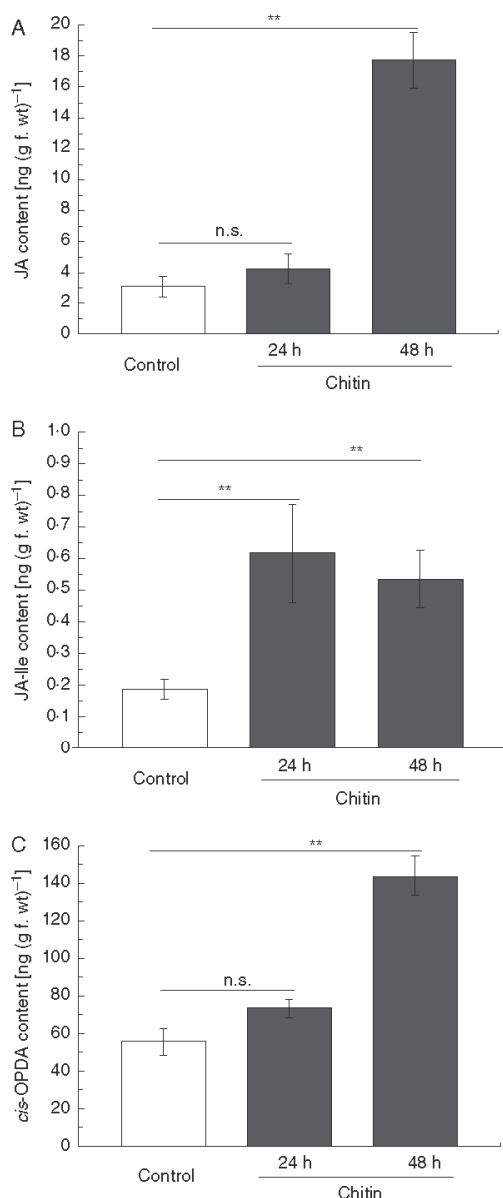 A
JA content [ng (g f. wt)−1]
20
18
16
14
12
10
8
6
4
2
0
**
n.s.
Control
24 h
48 h
Chitin
B
JA-Ile content [ng (g f. wt)−1]
1·0
0·9
0·8
0·7
0·6
0·5
0·4
0·3
0·2
0·1
0
**
**
Control
24 h
48 h
Chitin
C
cis-OPDA content [ng (g f. wt)−1]
160
140
120
100
80
60
40
20
0
**
n.s.
Control
24 h
48 h
Chitin